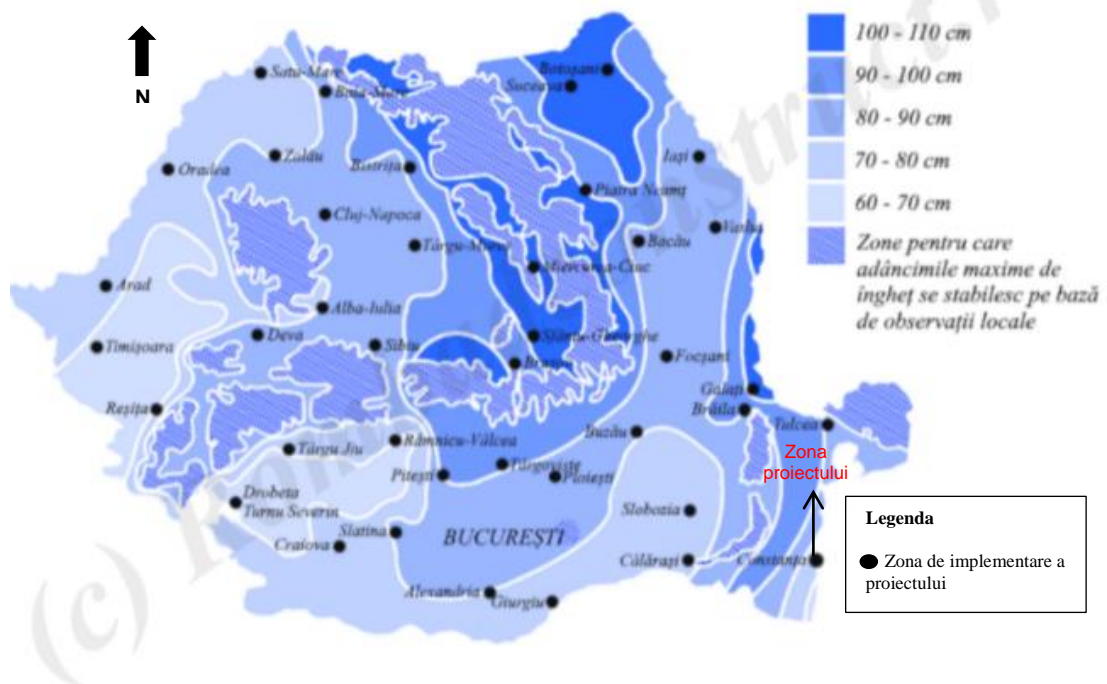 N
Satu-Mare
Baia-Mare
Botoșani
Suceava
Oradea
Zalău
Bistrița
Iași
Piatra Neamț
Cluj-Napoca
Târgu-Mureș
Bacău
Vaslui
Miercurea-Ciuc
Arad
Alba-Iulia
Timișoara
Deva
Sibiu
Sfântu-Gheorghe
Brașov
Focșani
Reșița
Galați
Brăila
Tulcea
Târgu Jiu
Râmnicu-Vâlcea
Buzău
Zona
proiectului
Pitești
Târgoviște
Ploiești
Drobeta
Turnu Severin
Slobozia
Slatina
Craiova
BUCUREȘTI
Călărași
Constanța
Alexandria
Giurgiu
100 - 110 cm
90 - 100 cm
80 - 90 cm
70 - 80 cm
60 - 70 cm
Zone pentru care
adâncimile maxime de
îngheț se stabilesc pe bază
de observații locale
Legenda
Zona de implementare a
proiectului